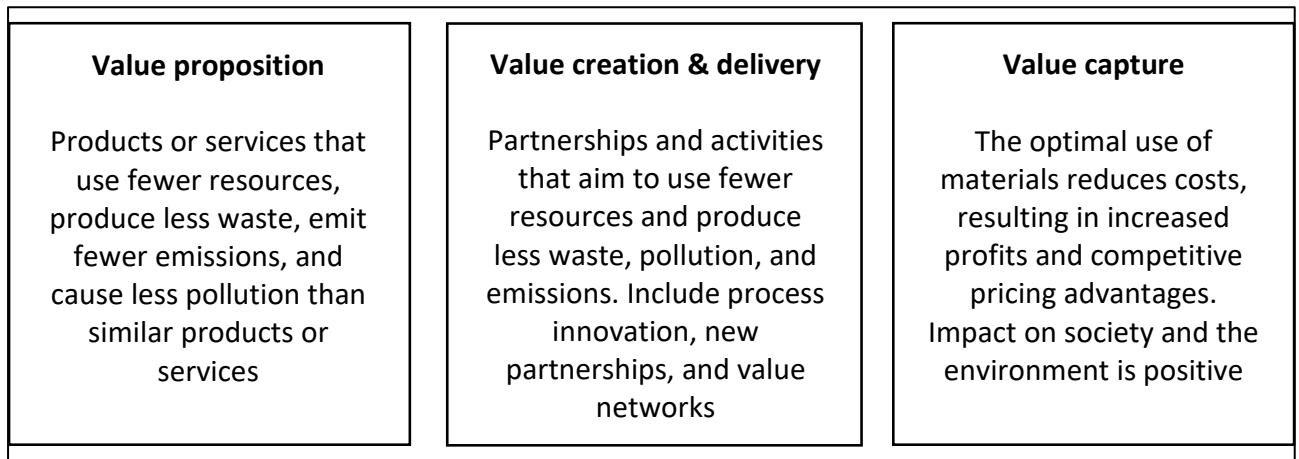 Value proposition
Products or services that
use fewer resources,
produce less waste, emit
fewer emissions, and
cause less pollution than
similar products or
services
Value creation & delivery
Partnerships and activities
that aim to use fewer
resources and produce
less waste, pollution, and
emissions. Include process
innovation, new
partnerships, and value
networks
Value capture
The optimal use of
materials reduces costs,
resulting in increased
profits and competitive
pricing advantages.
Impact on society and the
environment is positive